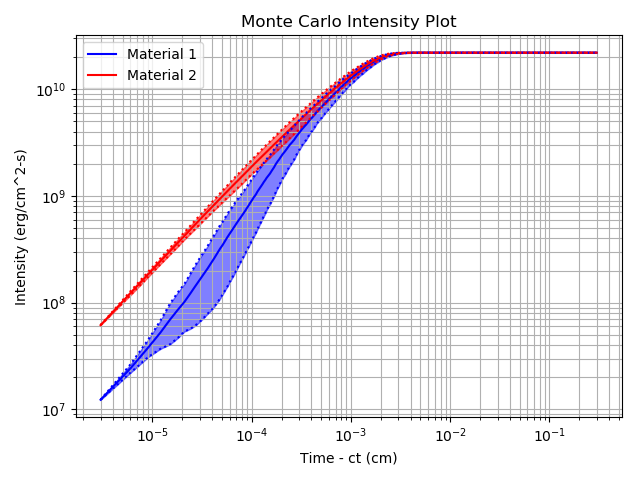 Monte Carlo Intensity Plot
Material 1
Material 2
Intensity (erg/cm^2-s)
10^10
10^9
10^8
10^7
10^-5
10^-4
10^-3
10^-2
10^-1
Time - ct (cm)